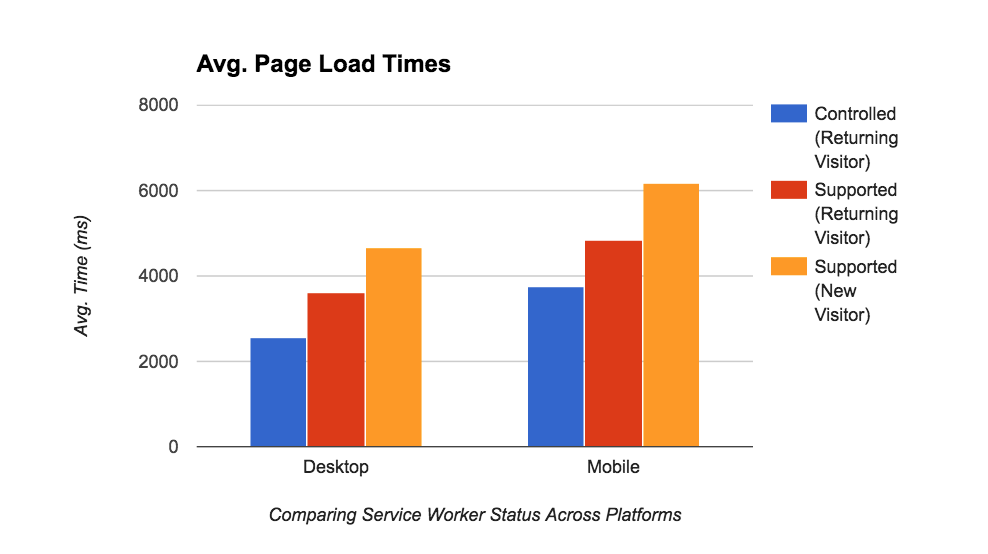 Avg. Page Load Times
8000
6000
4000
2000
0
Avg. Time (ms)
Desktop
Mobile
Comparing Service Worker Status Across Platforms
Controlled
(Returning
Visitor)
Supported
(Returning
Visitor)
Supported
(New
Visitor)